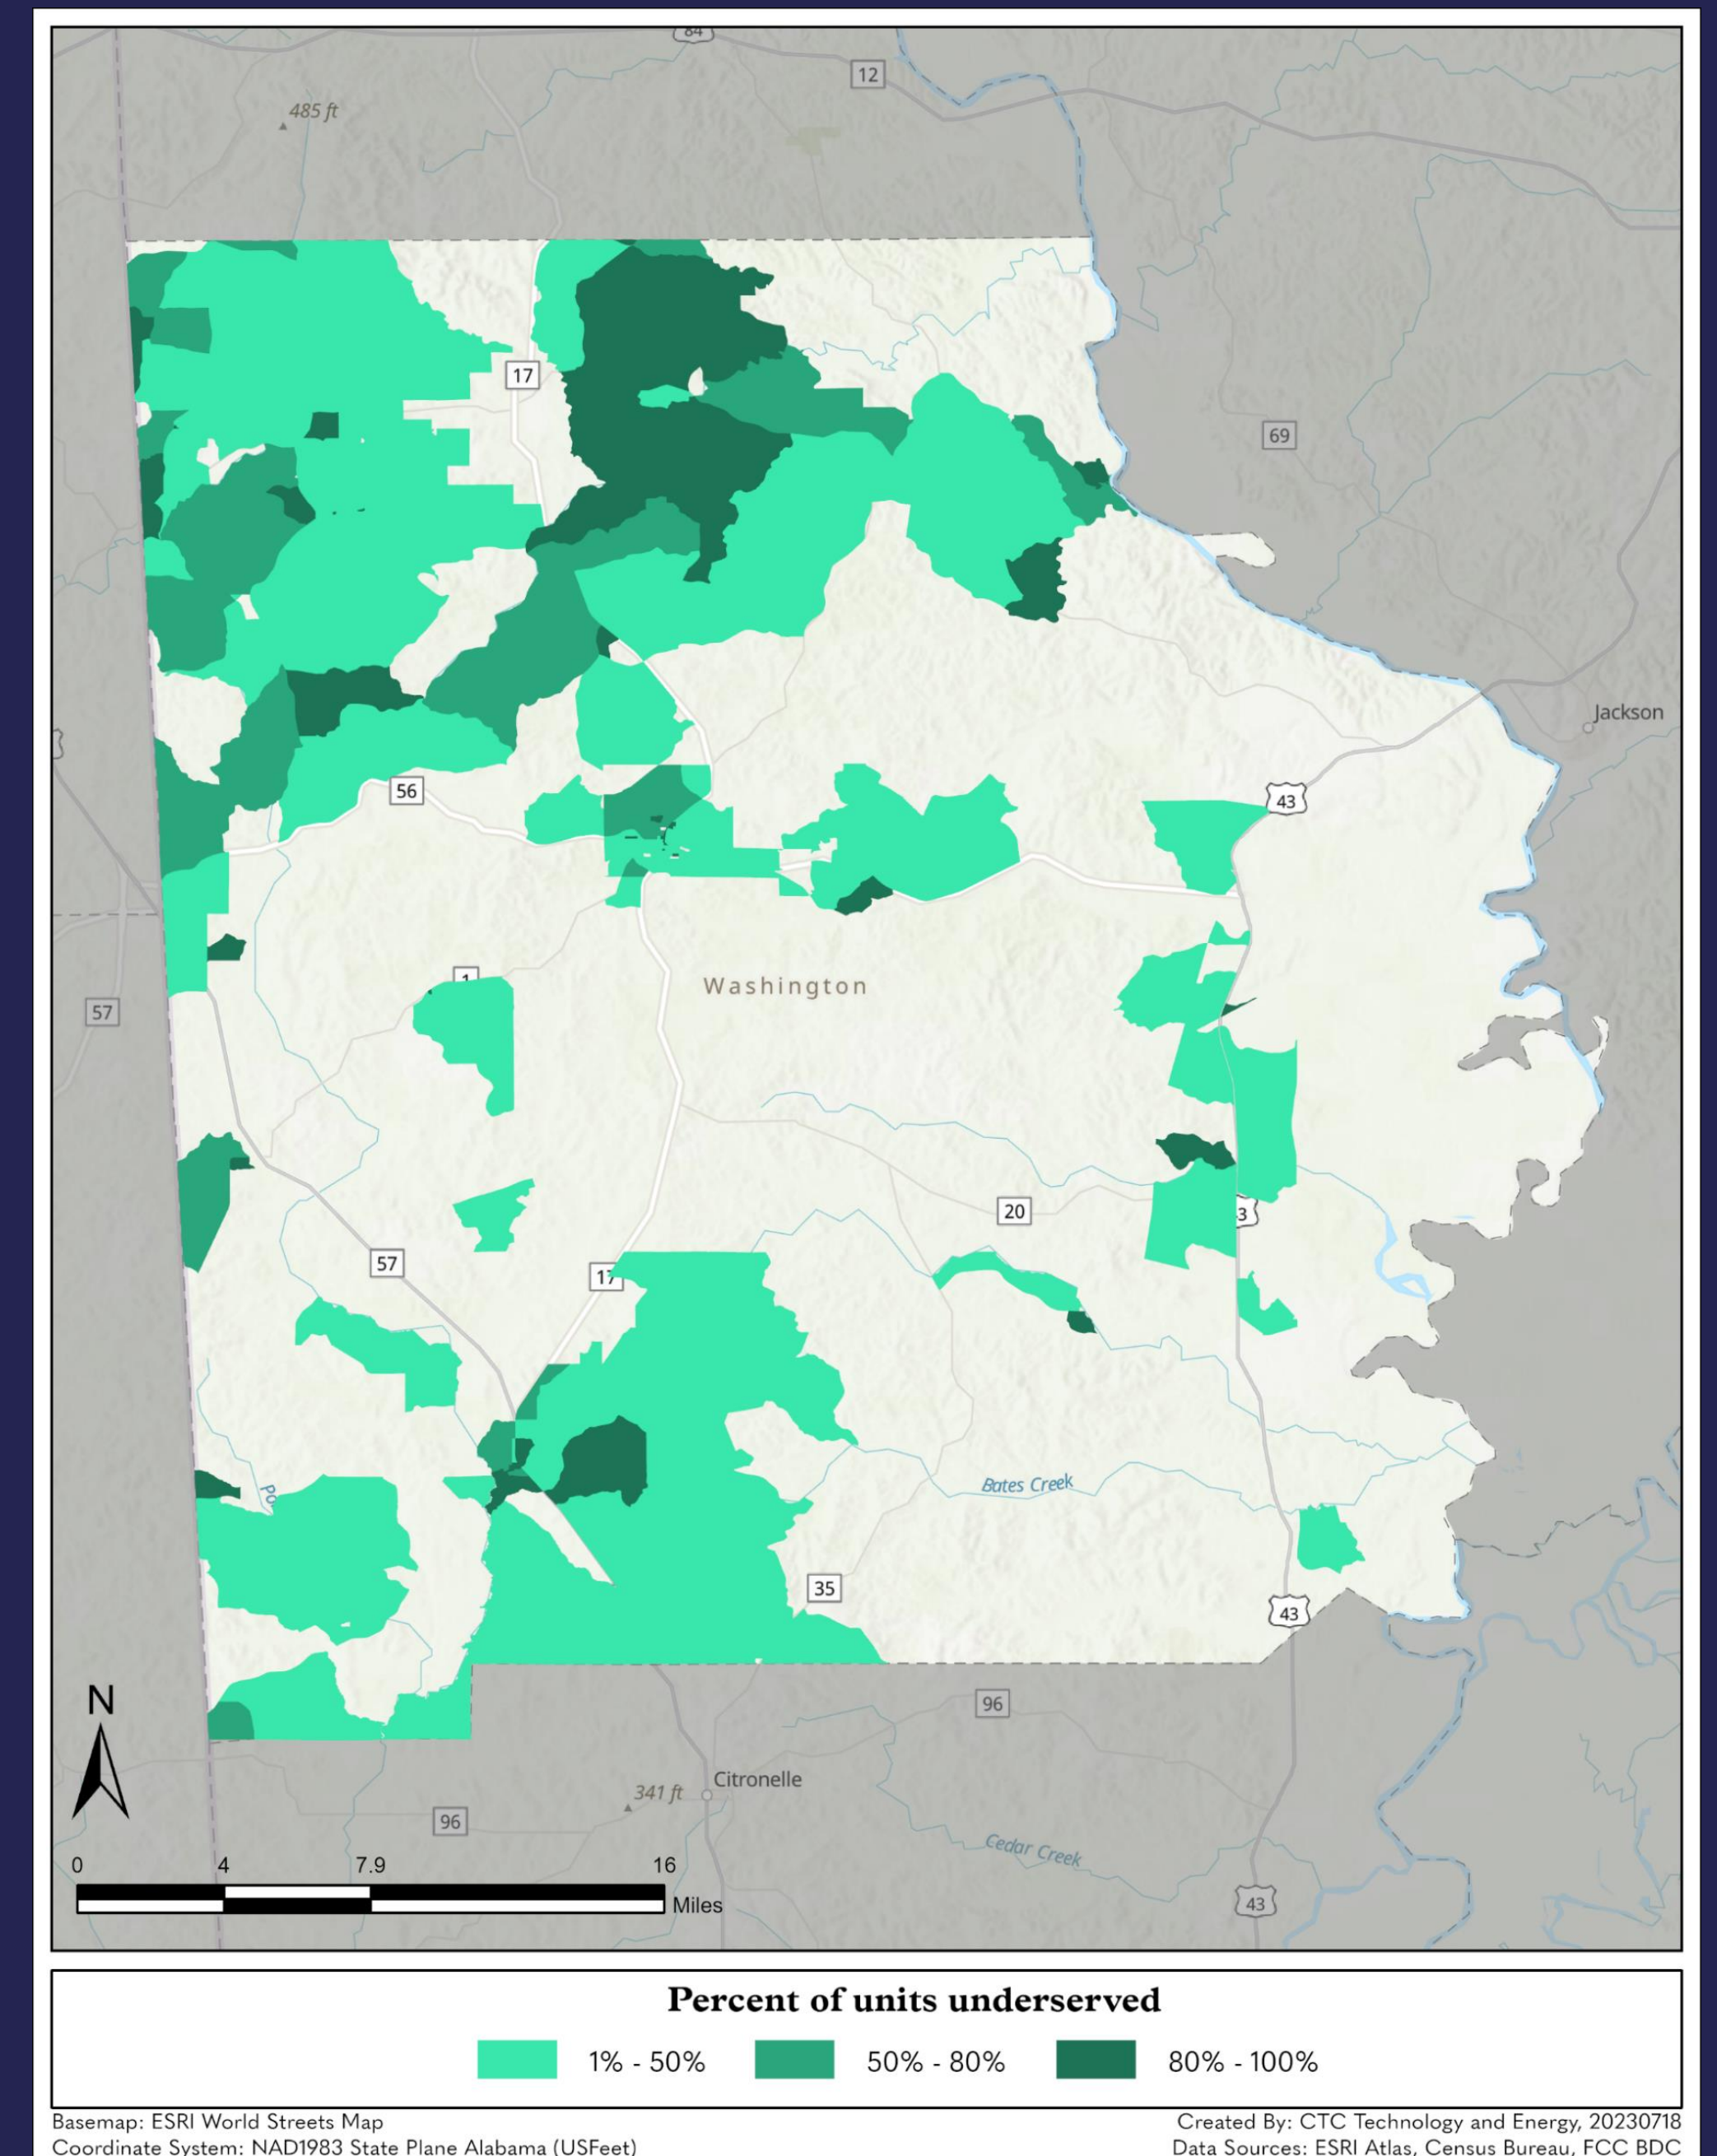 84
12
485 ft
17
69
Jackson
56
43
1
Washington
57
20
3
57
17
Bates Creek
35
43
N
96
Citronelle
341 ft
96
Cedar Creek
0 4 7.9 16
Miles
43
Percent of units underserved
1% - 50% 50% - 80% 80% - 100%
Basemap: ESRI World Streets Map
Created By: CTC Technology and Energy, 20230718
Coordinate System: NAD1983 State Plane Alabama (USFeet)
Data Sources: ESRI Atlas, Census Bureau, FCC BDC